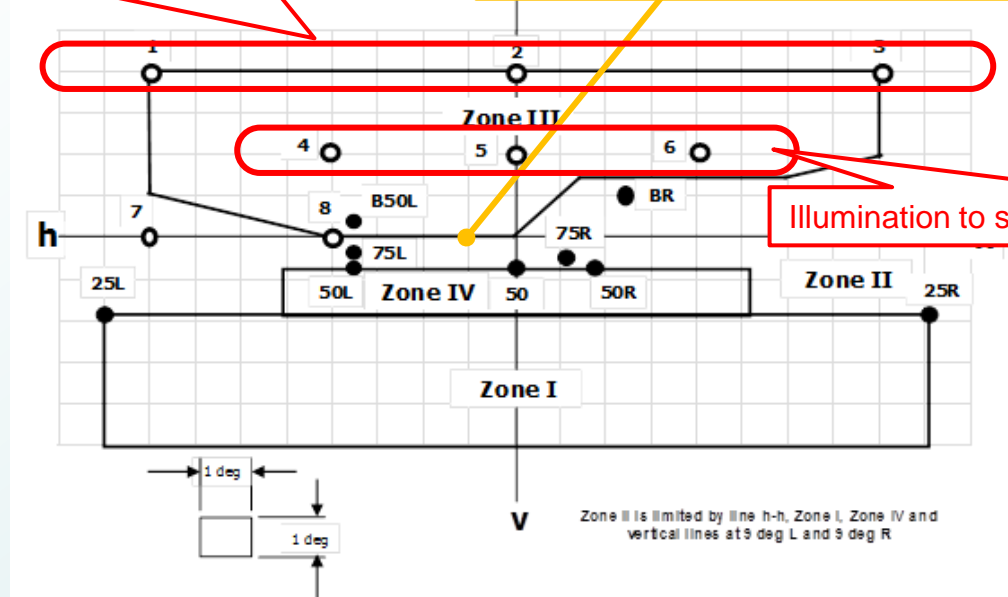 1
2
3
Zone III
4
5
6
7
8
B50L
BR
h
75R
Illumination to s
75L
25L
50L
Zone IV
50
50R
Zone II
25R
Zone I
1 deg
V
1 deg
Zone II is limited by line h-h, Zone I, Zone IV and
vertical lines at 9 deg L and 9 deg R